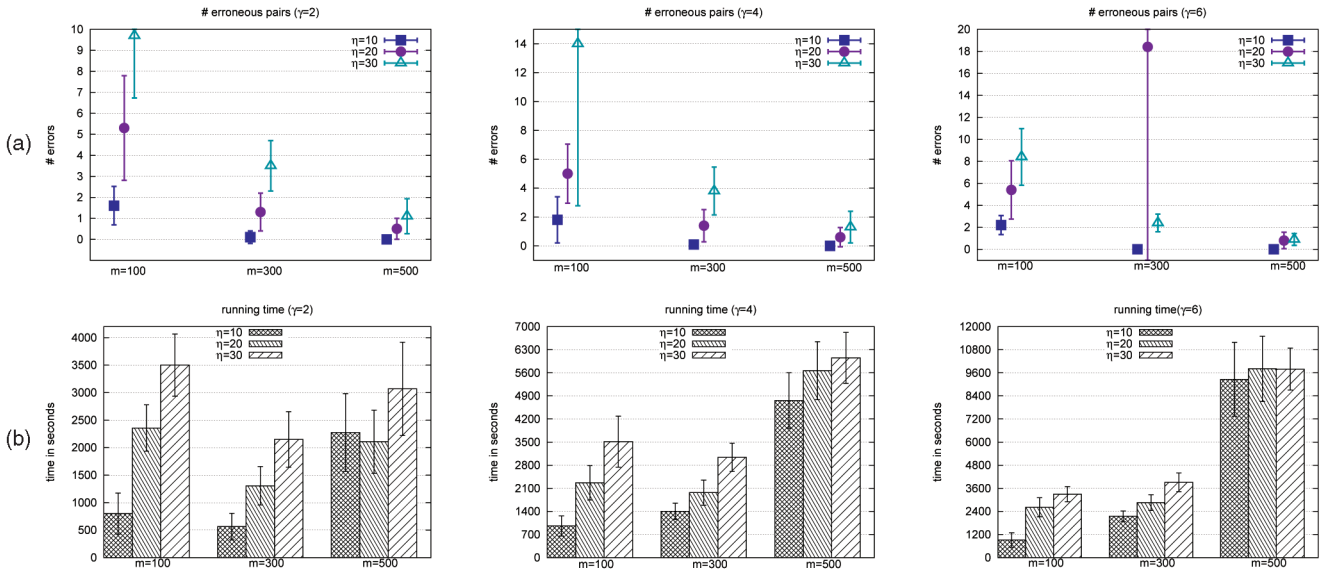 (a)
# erroneous pairs (γ=2)
# errors
10
9
8
7
6
5
4
3
2
1
0
η=10
η=20
η=30
m=100
m=300
m=500
# erroneous pairs (γ=4)
# errors
14
12
10
8
6
4
2
0
η=10
η=20
η=30
m=100
m=300
m=500
# erroneous pairs (γ=6)
# errors
20
18
16
14
12
10
8
6
4
2
0
η=10
η=20
η=30
m=100
m=300
m=500
(b)
running time (γ=2)
time in seconds
4000
3500
3000
2500
2000
1500
1000
500
0
η=10
η=20
η=30
m=100
m=300
m=500
running time (γ=4)
time in seconds
7000
6300
5600
4900
4200
3500
2800
2100
1400
700
0
η=10
η=20
η=30
m=100
m=300
m=500
running time(γ=6)
time in seconds
12000
10800
9600
8400
7200
6000
4800
3600
2400
1200
0
η=10
η=20
η=30
m=100
m=300
m=500